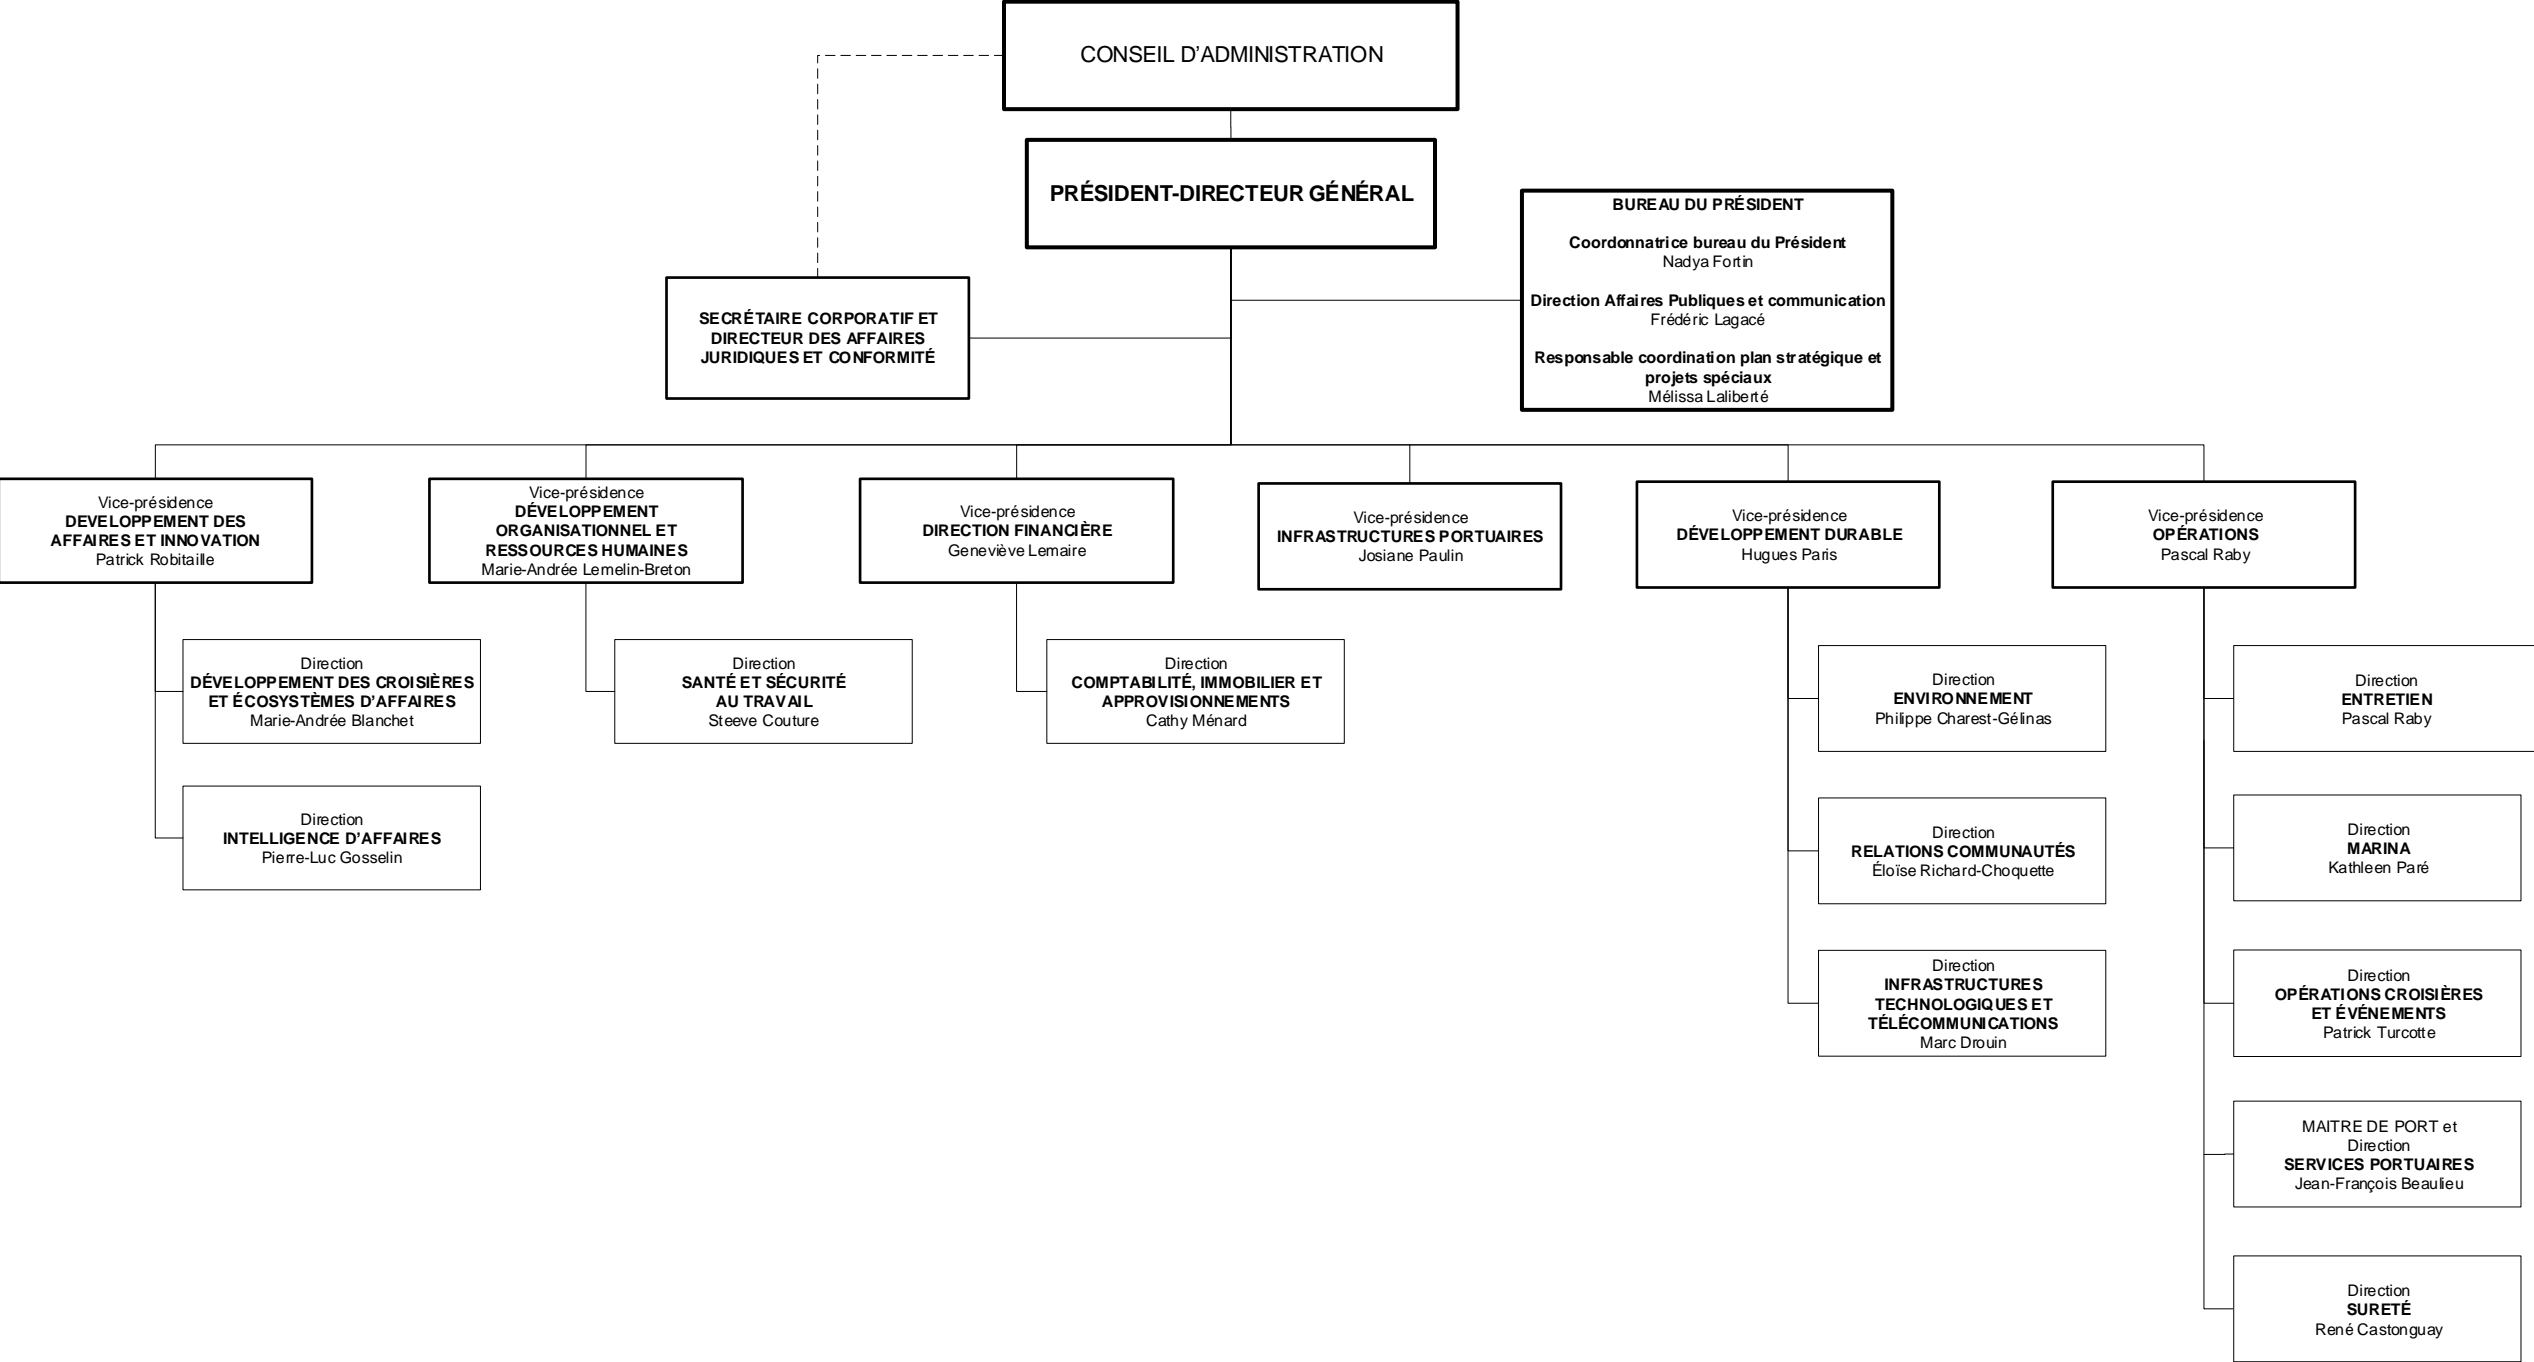 CONSEIL D’ADMINISTRATION
PRÉSIDENT-DIRECTEUR GÉNÉRAL
BUREAU DU PRÉSIDENT
Coordonnatrice bureau du Président
Nadya Fortin
Direction Affaires Publiques et communication
Frédéric Lagacé
Responsable coordination plan stratégique et
projets spéciaux
Mélissa Laliberté
SECRÉTAIRE CORPORATIF ET
DIRECTEUR DES AFFAIRES
JURIDIQUES ET CONFORMITÉ
Vice-présidence
DEVELOPPEMENT DES
AFFAIRES ET INNOVATION
Patrick Robitaille
Vice-présidence
DÉVELOPPEMENT
ORGANISATIONNEL ET
RESSOURCES HUMAINES
Marie-Andrée Lemelin-Breton
Vice-présidence
DIRECTION FINANCIÈRE
Geneviève Lemaire
Vice-présidence
INFRASTRUCTURES PORTUAIRES
Josiane Paulin
Vice-présidence
DÉVELOPPEMENT DURABLE
Hugues Paris
Vice-présidence
OPÉRATIONS
Pascal Raby
Direction
DÉVELOPPEMENT DES CROISIÈRES
ET ÉCOSYSTÈMES D’AFFAIRES
Marie-Andrée Blanchet
Direction
SANTÉ ET SÉCURITÉ
AU TRAVAIL
Steeve Couture
Direction
COMPTABILITÉ, IMMOBILIER ET
APPROVISIONNEMENTS
Cathy Ménard
Direction
ENVIRONNEMENT
Philippe Charest-Gélinas
Direction
ENTRETIEN
Pascal Raby
Direction
INTELLIGENCE D’AFFAIRES
Pierre-Luc Gosselin
Direction
RELATIONS COMMUNAUTÉS
Éloïse Richard-Choquette
Direction
MARINA
Kathleen Paré
Direction
INFRASTRUCTURES
TECHNOLOGIQUES ET
TÉLÉCOMMUNICATIONS
Marc Drouin
Direction
OPÉRATIONS CROISIÈRES
ET ÉVÉNEMENTS
Patrick Turcotte
MAITRE DE PORT et
Direction
SERVICES PORTUAIRES
Jean-François Beaulieu
Direction
SURETÉ
René Castonguay